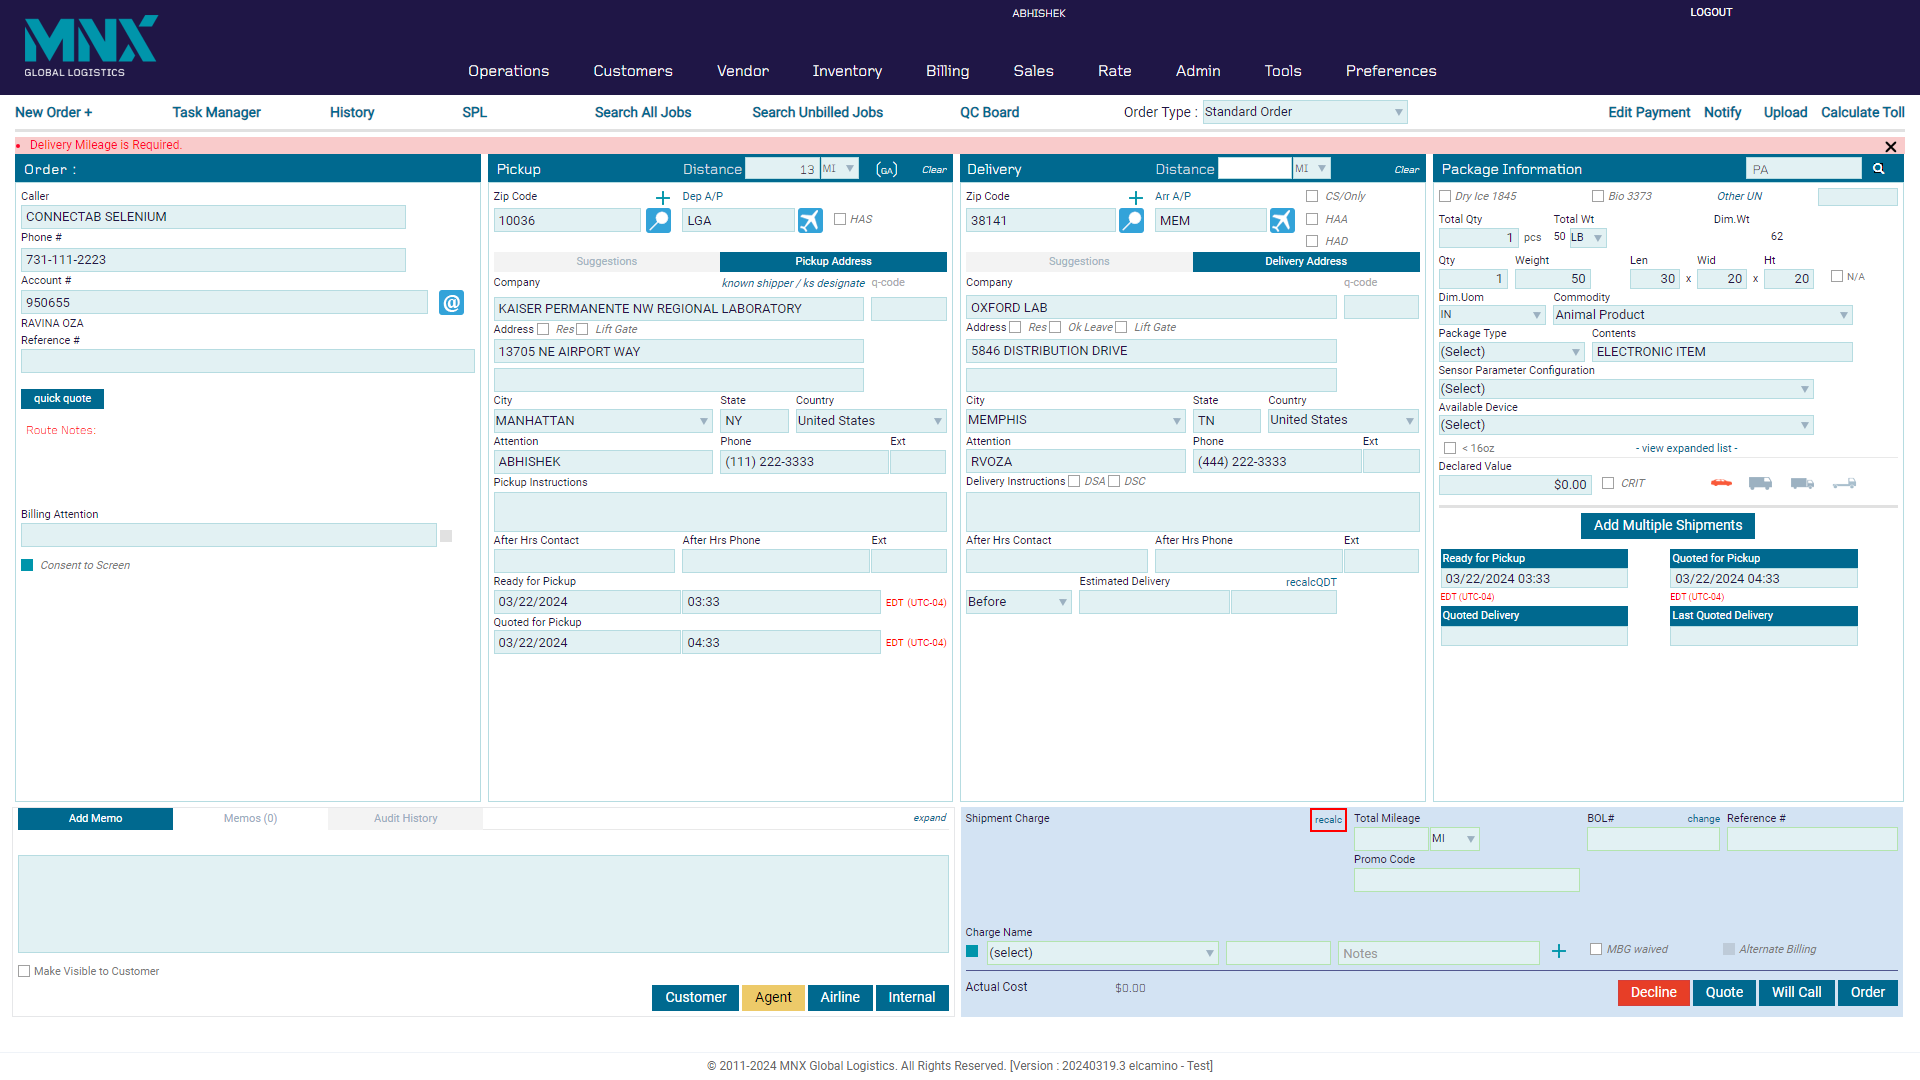 ABHISHEK
LOGOUT
MNX
GLOBAL LOGISTICS
Operations Customers Vendor Inventory Billing Sales Rate Admin Tools Preferences
New Order + Task Manager History SPL Search All Jobs Search Unbilled Jobs QC Board Order Type : Standard Order Edit Payment Notify Upload Calculate Toll
Delivery Mileage is Required.
Order :
Caller
CONNECTAB SELENIUM
Phone #
731-111-2223
Account #
950655
@
RAVINA OZA
Reference #
quick quote
Route Notes:
Billing Attention
Consent to Screen
Pickup Distance 13 MI (GA) Clear
Zip Code Dep A/P
10036 LGA HAS
Suggestions Pickup Address
Company known shipper / ks designate q-code
KAISER PERMANENTE NW REGIONAL LABORATORY
Address Res Lift Gate
13705 NE AIRPORT WAY
City State Country
MANHATTAN NY United States
Attention Phone Ext
ABHISHEK (111) 222-3333
Pickup Instructions
After Hrs Contact After Hrs Phone Ext
Ready for Pickup
03/22/2024 03:33 EDT (UTC-04)
Quoted for Pickup
03/22/2024 04:33 EDT (UTC-04)
Delivery Distance MI Clear
Zip Code Arr A/P CS/Only
38141 MEM HAA
HAD
Suggestions Delivery Address
Company q-code
OXFORD LAB
Address Res Ok Leave Lift Gate
5846 DISTRIBUTION DRIVE
City State Country
MEMPHIS TN United States
Attention Phone Ext
RVOZA (444) 222-3333
Delivery Instructions DSA DSC
After Hrs Contact After Hrs Phone Ext
Estimated Delivery recalcQDT
Before
Package Information PA
Dry Ice 1845 Bio 3373 Other UN
Total Qty Total Wt Dim.Wt
1 pcs 50 LB 62
Qty Weight Len Wid Ht
1 50 30 x 20 x 20 N/A
Dim.Uom Commodity
IN Animal Product
Package Type Contents
(Select) ELECTRONIC ITEM
Sensor Parameter Configuration
(Select)
Available Device
(Select)
< 16oz - view expanded list -
Declared Value
$0.00 CRIT
Add Multiple Shipments
Ready for Pickup Quoted for Pickup
03/22/2024 03:33 03/22/2024 04:33
EDT (UTC-04) EDT (UTC-04)
Quoted Delivery Last Quoted Delivery
Add Memo Memos (0) Audit History expand
Make Visible to Customer
Customer Agent Airline Internal
Shipment Charge recalc Total Mileage BOL# change Reference #
MI
Promo Code
Charge Name
(select) Notes MBG waived Alternate Billing
Actual Cost $0.00
Decline Quote Will Call Order
© 2011-2024 MNX Global Logistics. All Rights Reserved. [Version : 20240319.3 elcamino - Test]